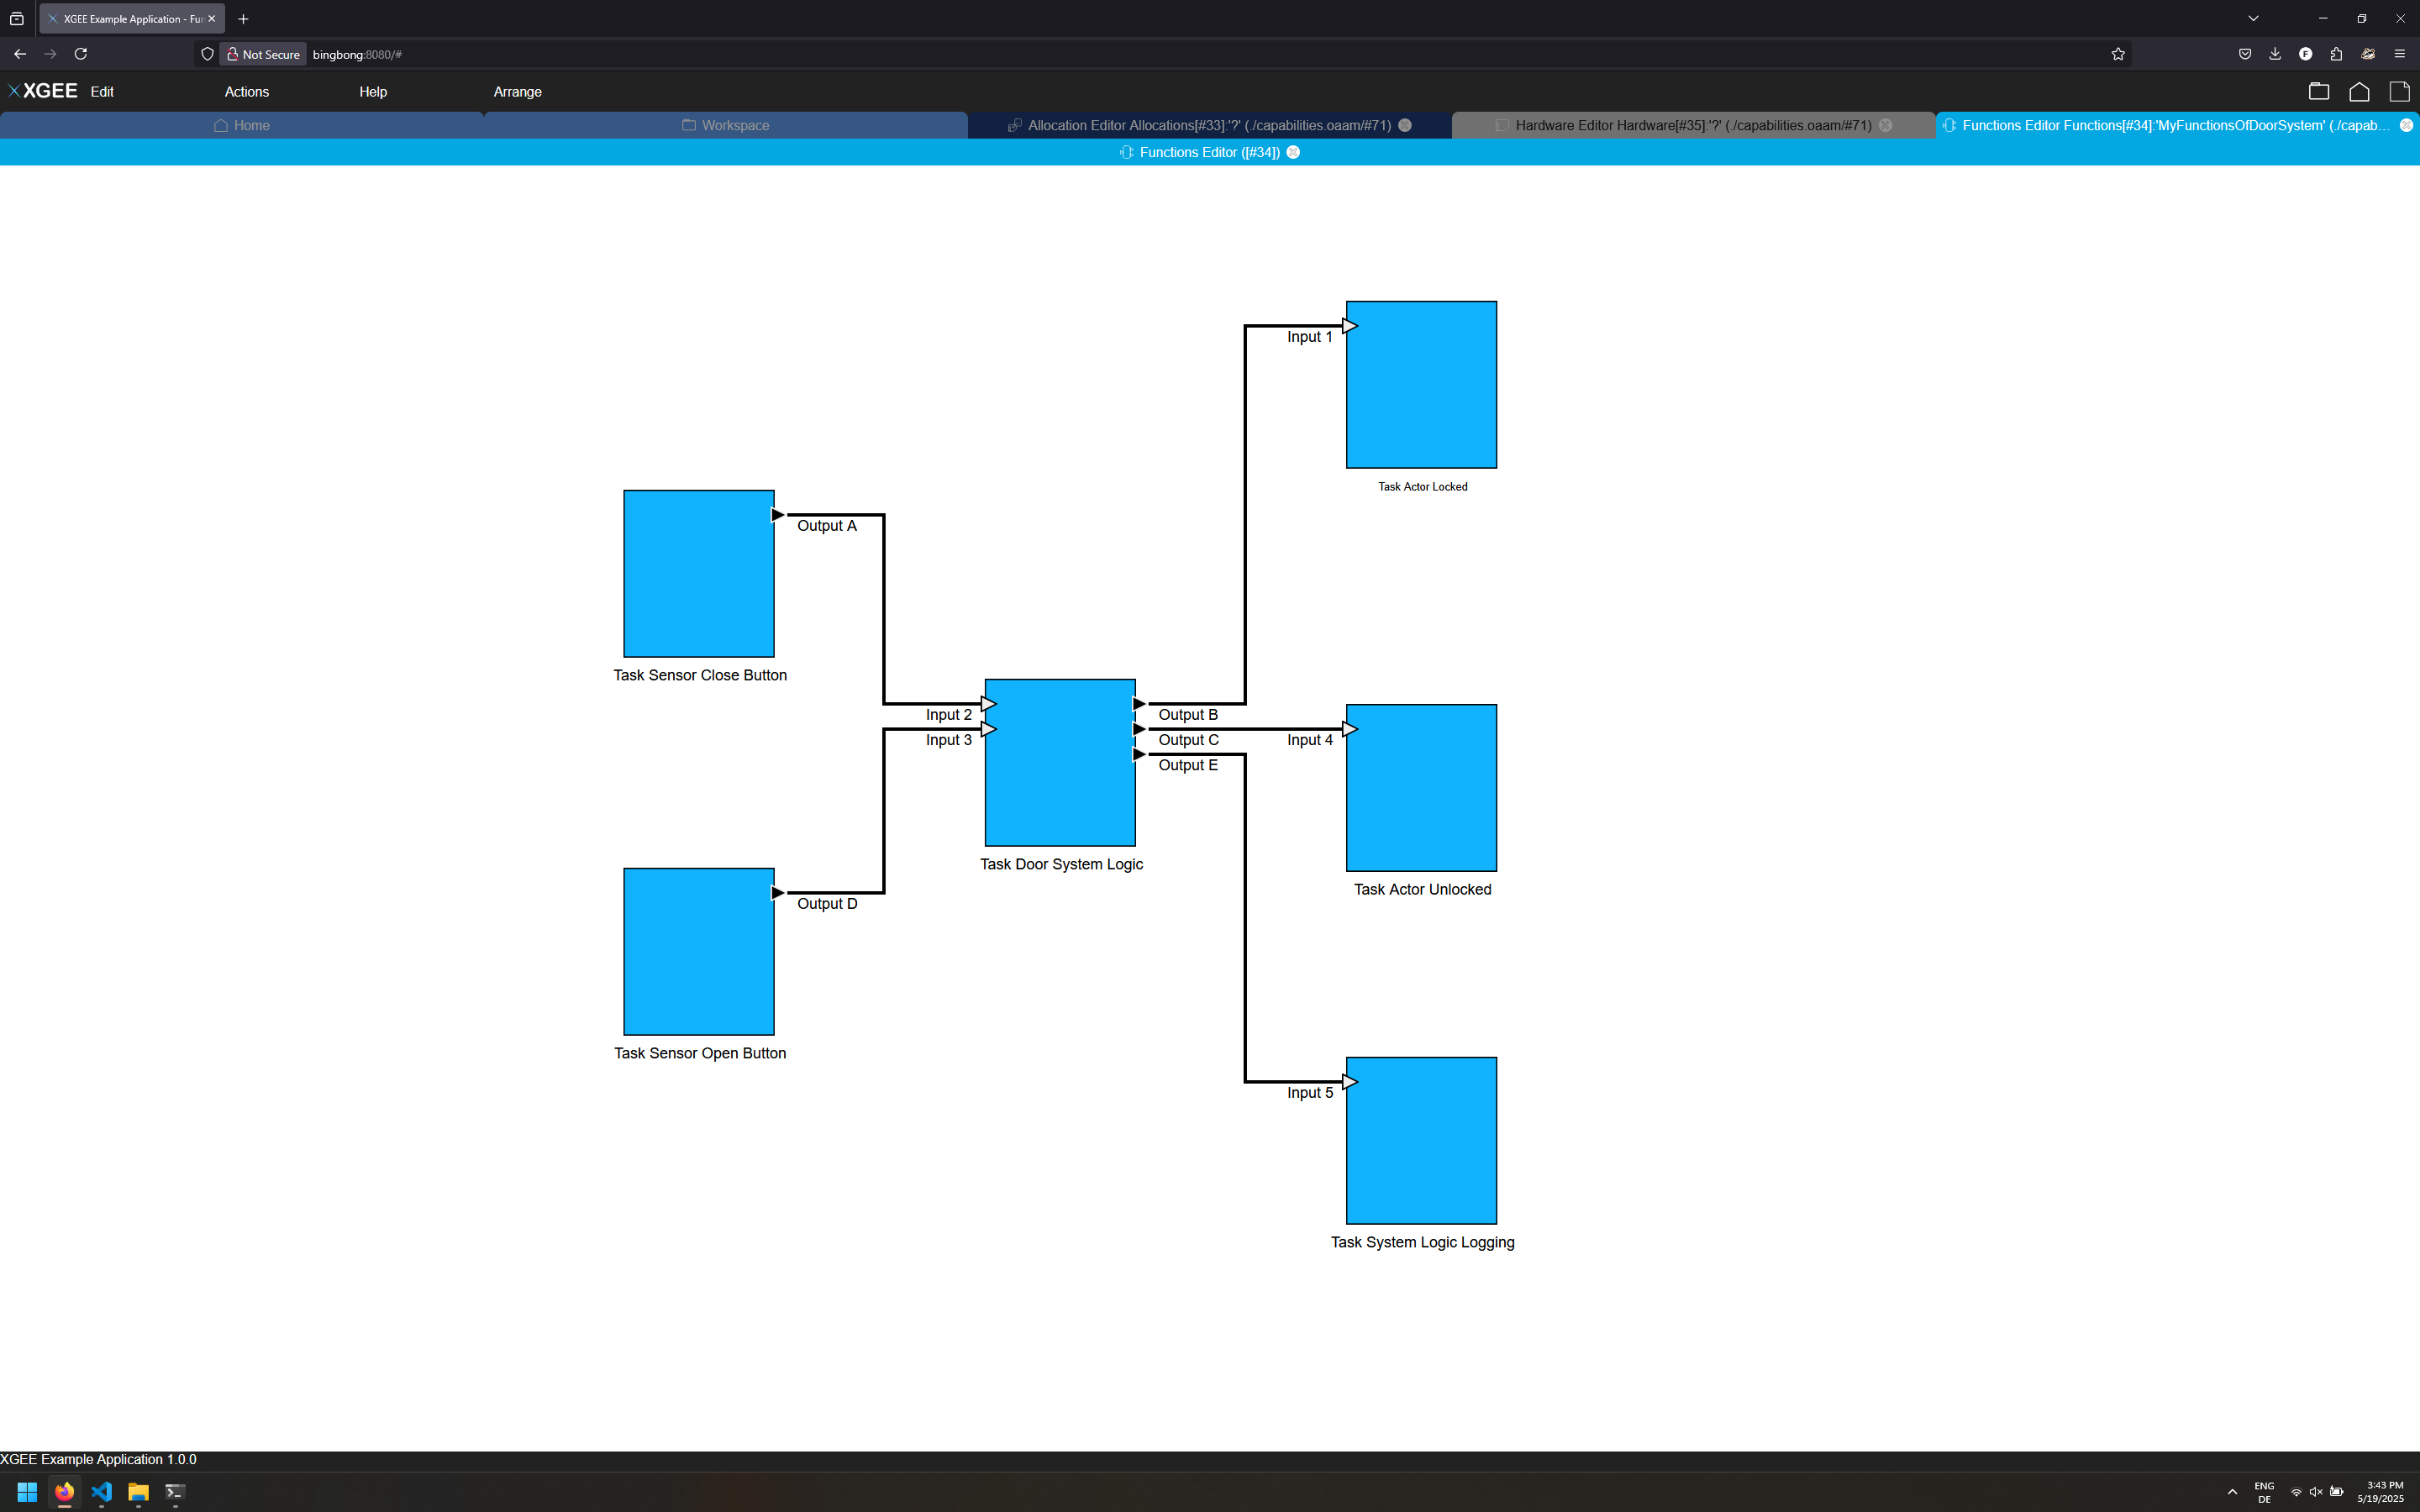 XGEE Example Application - Fun
Not Secure
bingbong:8080/#
XGEE
Edit
Actions
Help
Arrange
Home
Workspace
Allocation Editor Allocations[#33]:'?' (./capabilities.oaam/#71)
Hardware Editor Hardware[#35]:'?' (./capabilities.oaam/#71)
Functions Editor Functions[#34]:'MyFunctionsOfDoorSystem' (./capab...
Functions Editor ([#34])
Input 1
Task Actor Locked
Output A
Task Sensor Close Button
Input 2
Output B
Input 3
Output C
Input 4
Output E
Task Door System Logic
Task Actor Unlocked
Output D
Task Sensor Open Button
Input 5
Task System Logic Logging
XGEE Example Application 1.0.0
ENG
DE
3:43 PM
5/19/2025